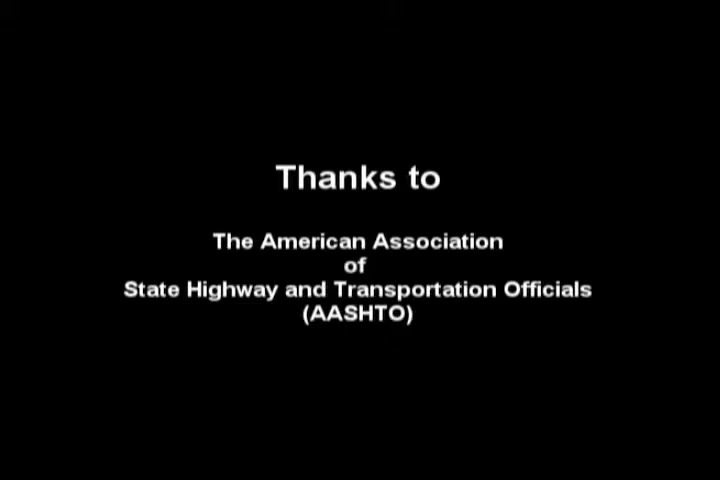 Thanks to
The American Association
of
State Highway and Transportation Officials
(AASHTO)